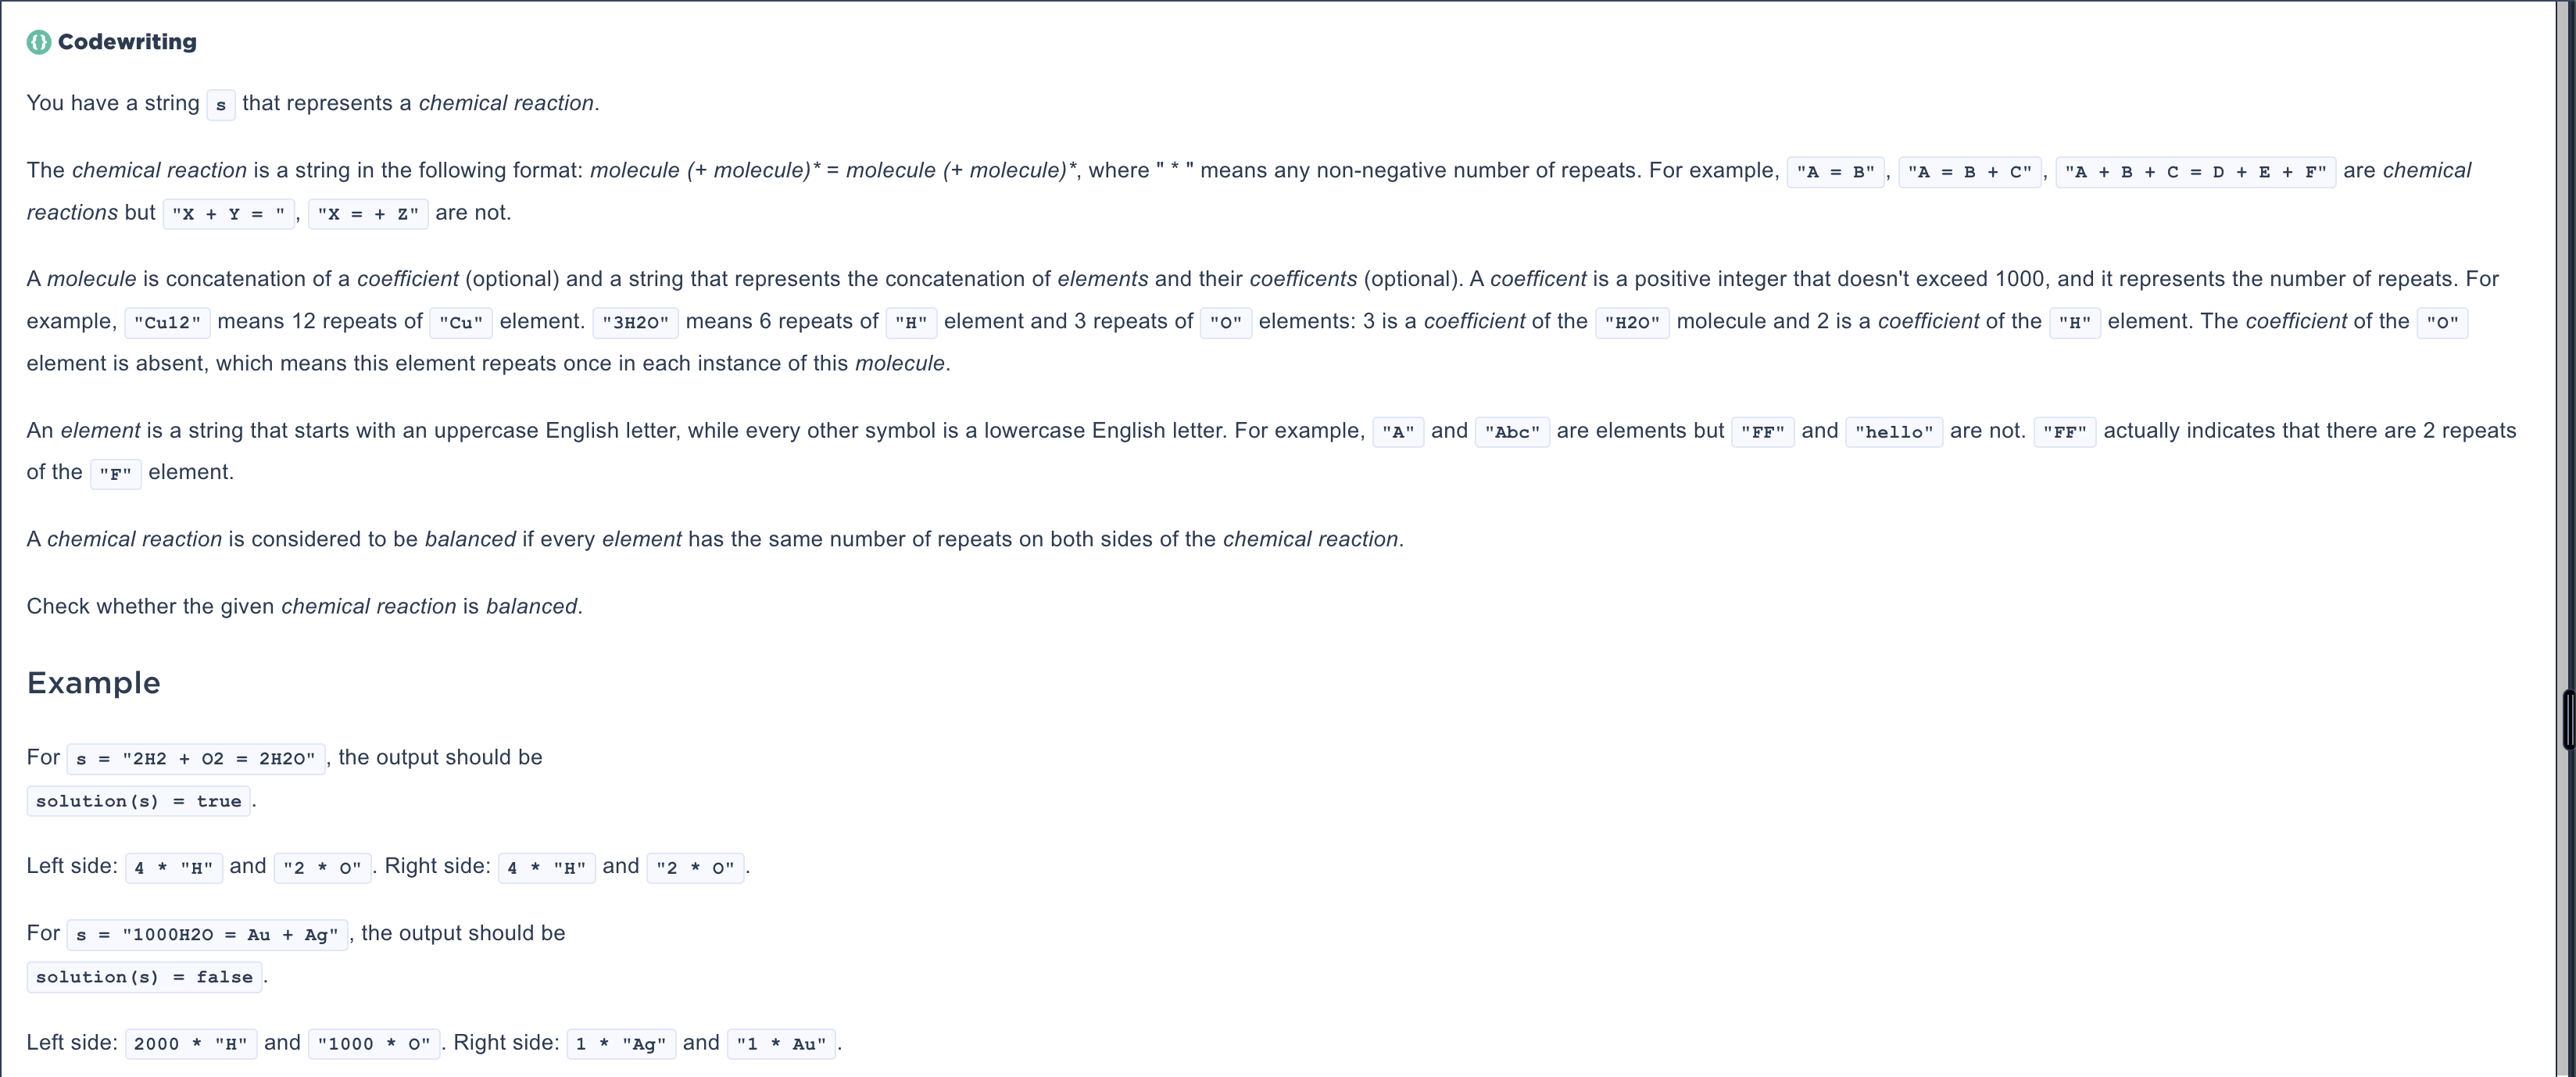 Codewriting
You have a string s that represents a chemical reaction.
The chemical reaction is a string in the following format: molecule (+ molecule)* = molecule (+ molecule)*, where " * " means any non-negative number of repeats. For example, "A = B", "A = B + C", "A + B + C = D + E + F" are chemical
reactions but "X + Y = ", "X = + Z" are not.
A molecule is concatenation of a coefficient (optional) and a string that represents the concatenation of elements and their coefficents (optional). A coefficent is a positive integer that doesn't exceed 1000, and it represents the number of repeats. For
example, "Cu12" means 12 repeats of "Cu" element. "3H2O" means 6 repeats of "H" element and 3 repeats of "O" elements: 3 is a coefficient of the "H2O" molecule and 2 is a coefficient of the "H" element. The coefficient of the "O"
element is absent, which means this element repeats once in each instance of this molecule.
An element is a string that starts with an uppercase English letter, while every other symbol is a lowercase English letter. For example, "A" and "Abc" are elements but "FF" and "hello" are not. "FF" actually indicates that there are 2 repeats
of the "F" element.
A chemical reaction is considered to be balanced if every element has the same number of repeats on both sides of the chemical reaction.
Check whether the given chemical reaction is balanced.
Example
For s = "2H2 + O2 = 2H2O", the output should be
solution(s) = true.
Left side: 4 * "H" and "2 * O". Right side: 4 * "H" and "2 * O".
For s = "1000H2O = Au + Ag", the output should be
solution(s) = false.
Left side: 2000 * "H" and "1000 * O". Right side: 1 * "Ag" and "1 * Au".